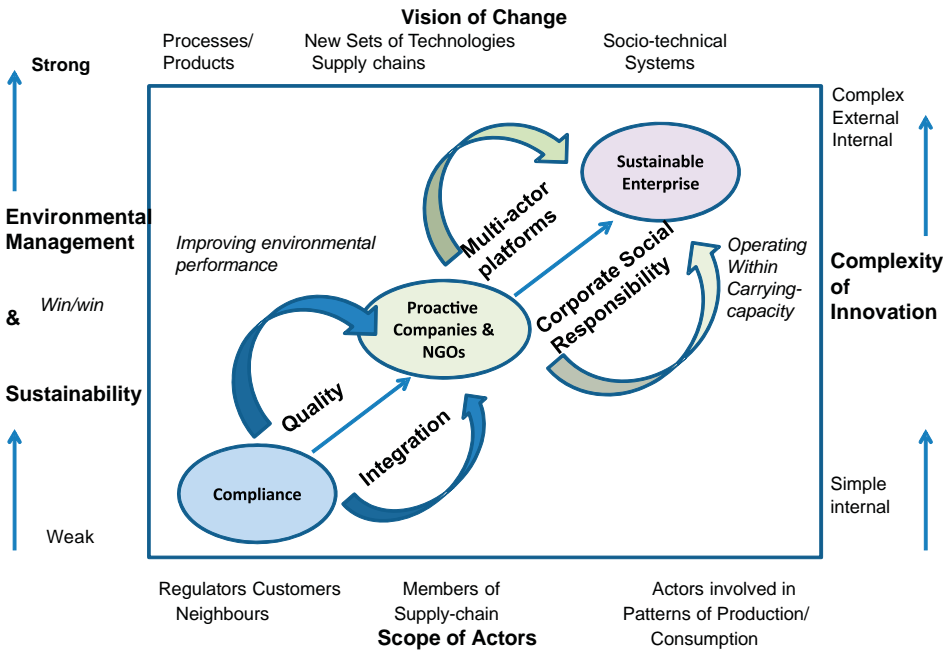 Vision of Change
Processes/
Products
New Sets of Technologies
Supply chains
Socio-technical
Systems
Strong
Environmental
Management
&
Win/win
Sustainability
Weak
Improving environmental
performance
Sustainable
Enterprise
Multi-actor
platforms
Proactive
Companies &
NGOs
Corporate Social
Responsibility
Operating
Within
Carrying-
capacity
Quality
Integration
Compliance
Complex
External
Internal
Complexity
of
Innovation
Simple
internal
Regulators Customers
Neighbours
Members of
Supply-chain
Actors involved in
Patterns of Production/
Consumption
Scope of Actors